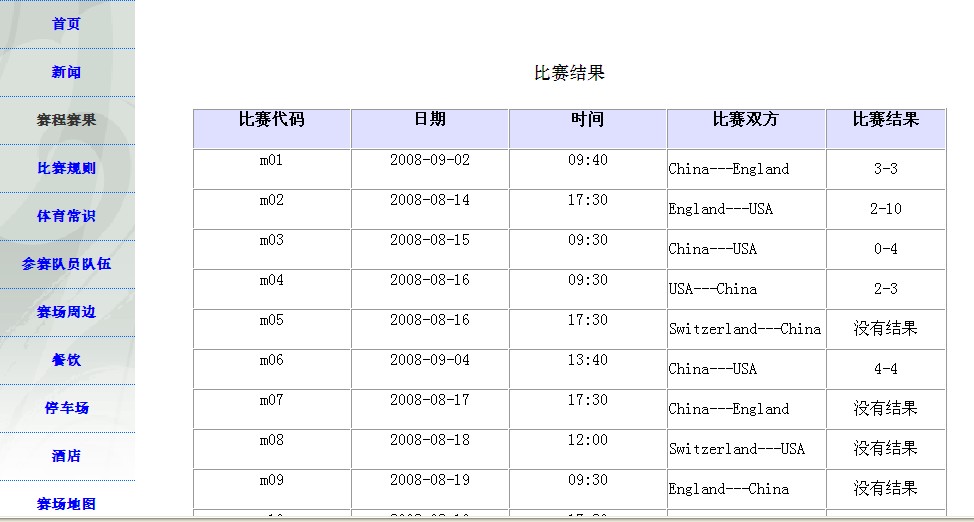 首页
新闻
赛程赛果
比赛规则
体育常识
参赛队员队伍
赛场周边
餐饮
停车场
酒店
赛场地图
比赛结果
比赛代码 日期 时间 比赛双方 比赛结果
m01 2008-09-02 09:40 China---England 3-3
m02 2008-08-14 17:30 England---USA 2-10
m03 2008-08-15 09:30 China---USA 0-4
m04 2008-08-16 09:30 USA---China 2-3
m05 2008-08-16 17:30 Switzerland---China 没有结果
m06 2008-09-04 13:40 China---USA 4-4
m07 2008-08-17 17:30 China---England 没有结果
m08 2008-08-18 12:00 Switzerland---USA 没有结果
m09 2008-08-19 09:30 England---China 没有结果